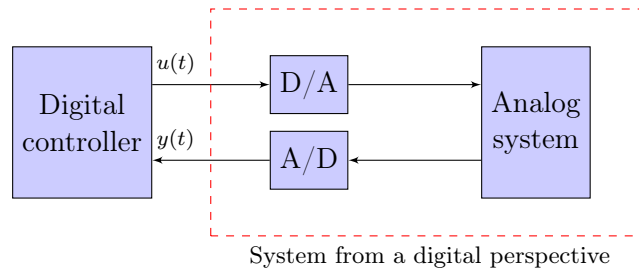 Digital
controller
u(t)
y(t)
D/A
A/D
Analog
system
System from a digital perspective